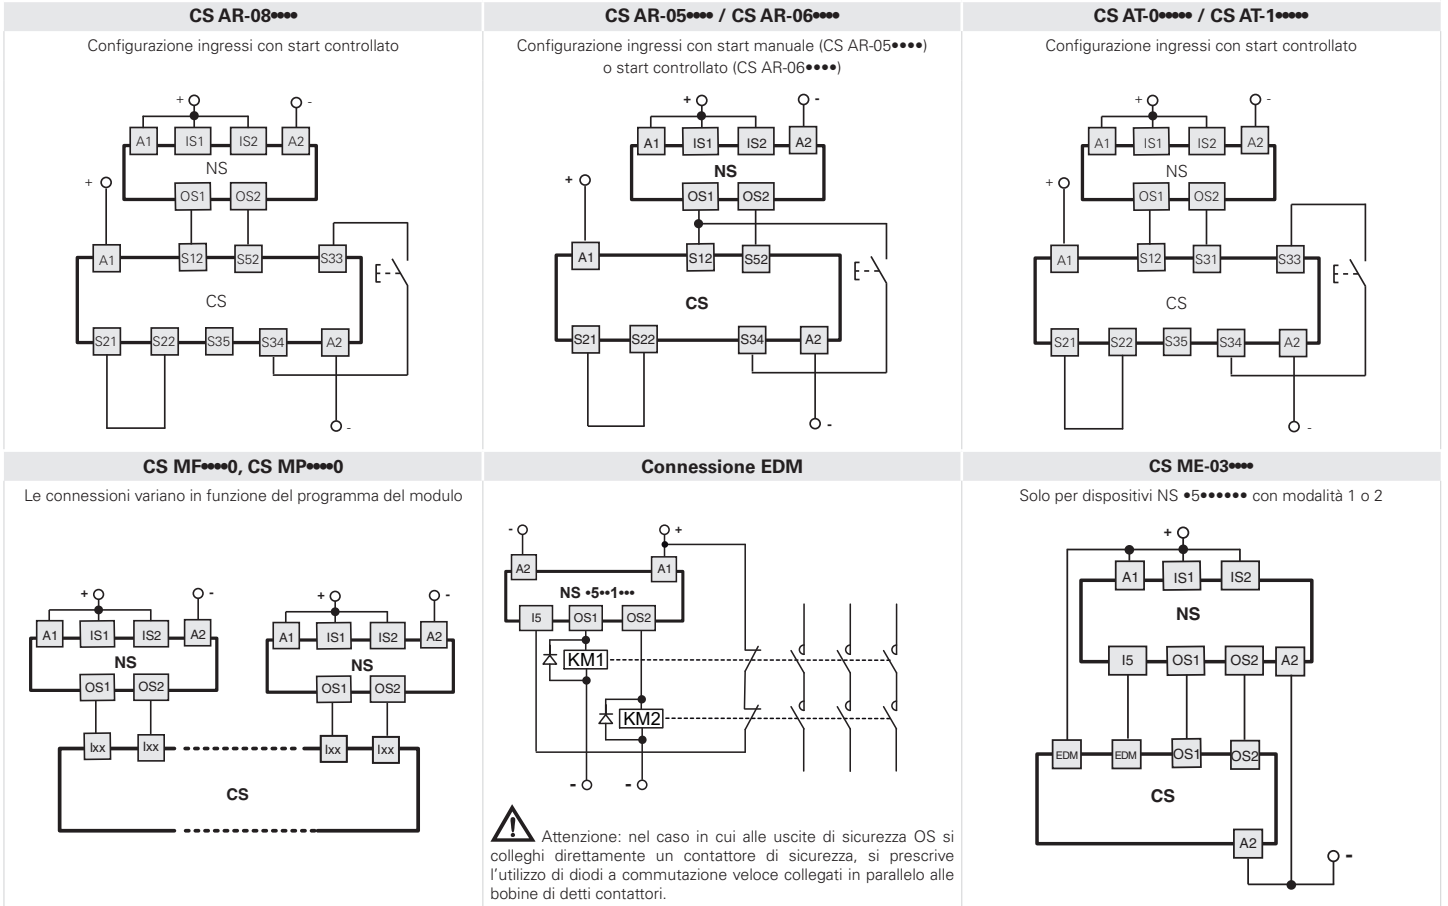 CS AR-08••••
Configurazione ingressi con start controllato
+ -
A1 IS1 IS2 A2
NS
+
OS1 OS2
A1 S12 S52 S33
CS
S21 S22 S35 S34 A2
-
CS AR-05•••• / CS AR-06••••
Configurazione ingressi con start manuale (CS AR-05••••)
o start controllato (CS AR-06••••)
+ -
A1 IS1 IS2 A2
NS
+
OS1 OS2
A1 S12 S52
CS
S21 S22 S34 A2
-
CS AT-0••••• / CS AT-1•••••
Configurazione ingressi con start controllato
+ -
A1 IS1 IS2 A2
NS
+
OS1 OS2
A1 S12 S31 S33
CS
S21 S22 S35 S34 A2
-
CS MF••••0, CS MP••••0
Le connessioni variano in funzione del programma del modulo
+ - + -
A1 IS1 IS2 A2 A1 IS1 IS2 A2
NS NS
OS1 OS2 OS1 OS2
Ixx Ixx Ixx Ixx
CS
Connessione EDM
- +
A2 A1
NS •5••1•••
I5 OS1 OS2
KM1
KM2
- -
Attenzione: nel caso in cui alle uscite di sicurezza OS si
colleghi direttamente un contattore di sicurezza, si prescrive
l'utilizzo di diodi a commutazione veloce collegati in parallelo alle
bobine di detti contattori.
CS ME-03••••
Solo per dispositivi NS •5•••••• con modalità 1 o 2
+
A1 IS1 IS2
NS
I5 OS1 OS2 A2
EDM EDM OS1 OS2
CS
A2
-